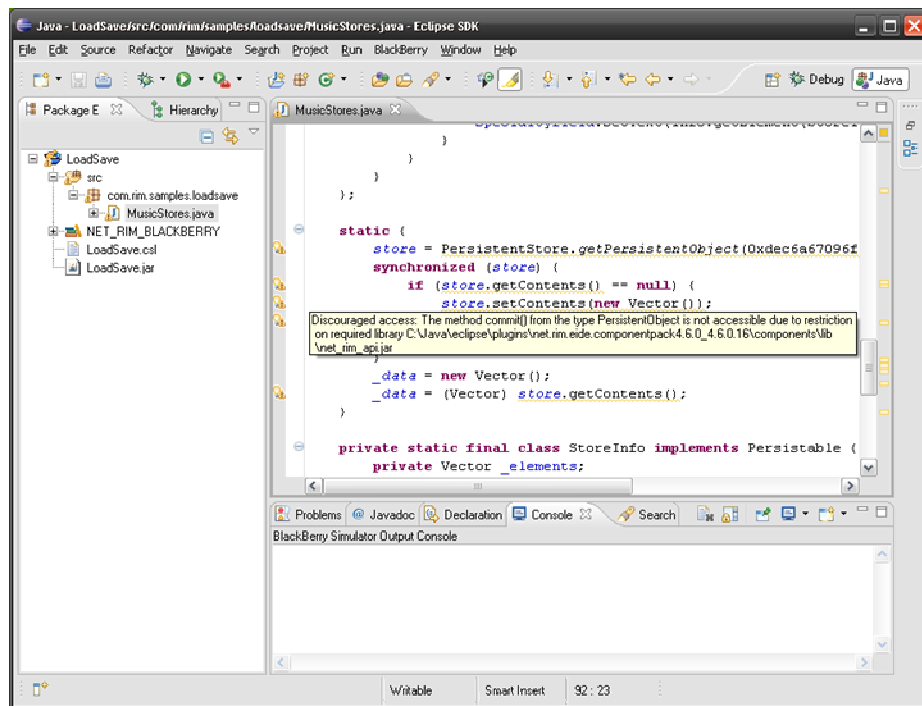 Java - LoadSave/src/com/rim/samples/loadsave/MusicStores.java - Eclipse SDK
File Edit Source Refactor Navigate Search Project Run BlackBerry Window Help
Debug Java
Package E Hierarchy
MusicStores.java
LoadSave
src
com.rim.samples.loadsave
MusicStores.java
NET_RIM_BLACKBERRY
LoadSave.csl
LoadSave.jar
}
}
}
};
static {
store = PersistentStore.getPersistentObject(0xdec6a67096f
synchronized (store) {
if (store.getContents() == null) {
store.setContents(new Vector());
Discouraged access: The method commit() from the type PersistentObject is not accessible due to restriction
on required library C:\Java\eclipse\plugins\net.rim.eide.componentpack4.6.0_4.6.0.16\components\lib
\net_rim_api.jar
}
_data = new Vector();
_data = (Vector) store.getContents();
}
private static final class StoreInfo implements Persistable {
private Vector _elements;
Problems Javadoc Declaration Console Search
BlackBerry Simulator Output Console
Writable Smart Insert 92 : 23